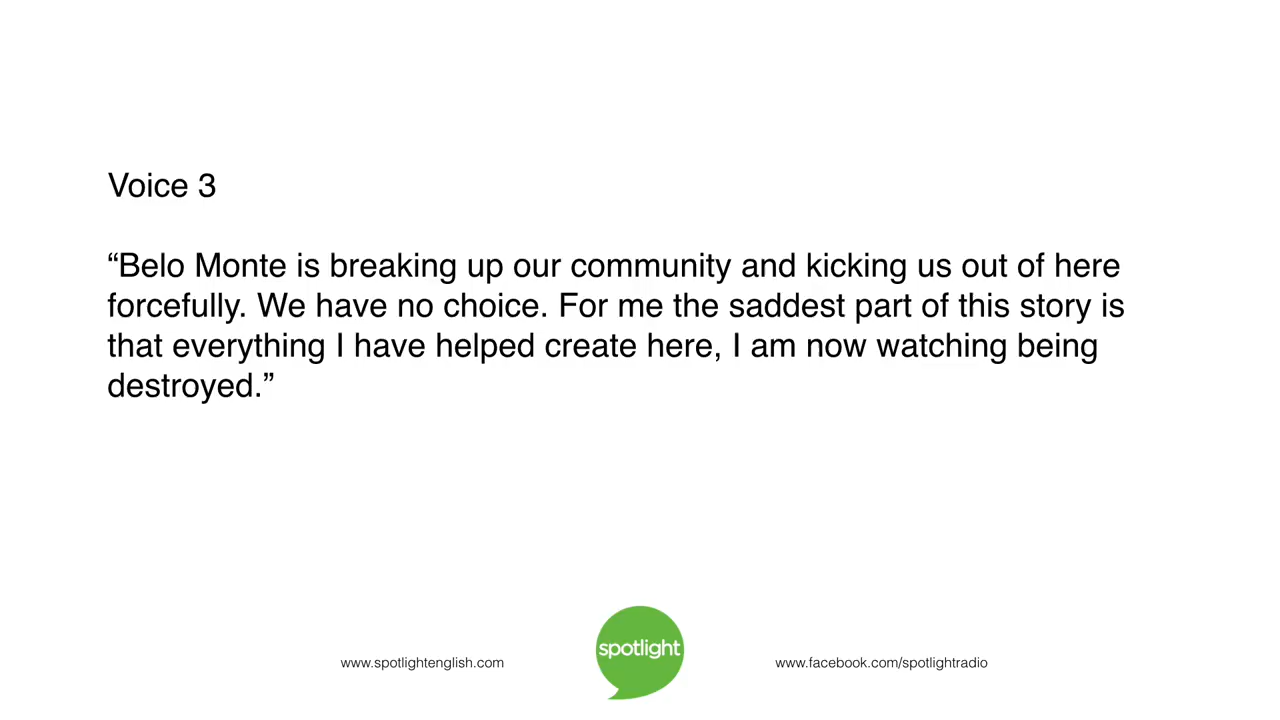 Voice 3
“Belo Monte is breaking up our community and kicking us out of here
forcefully. We have no choice. For me the saddest part of this story is
that everything I have helped create here, I am now watching being
destroyed.”
www.spotlightenglish.com
spotlight
www.facebook.com/spotlightradio